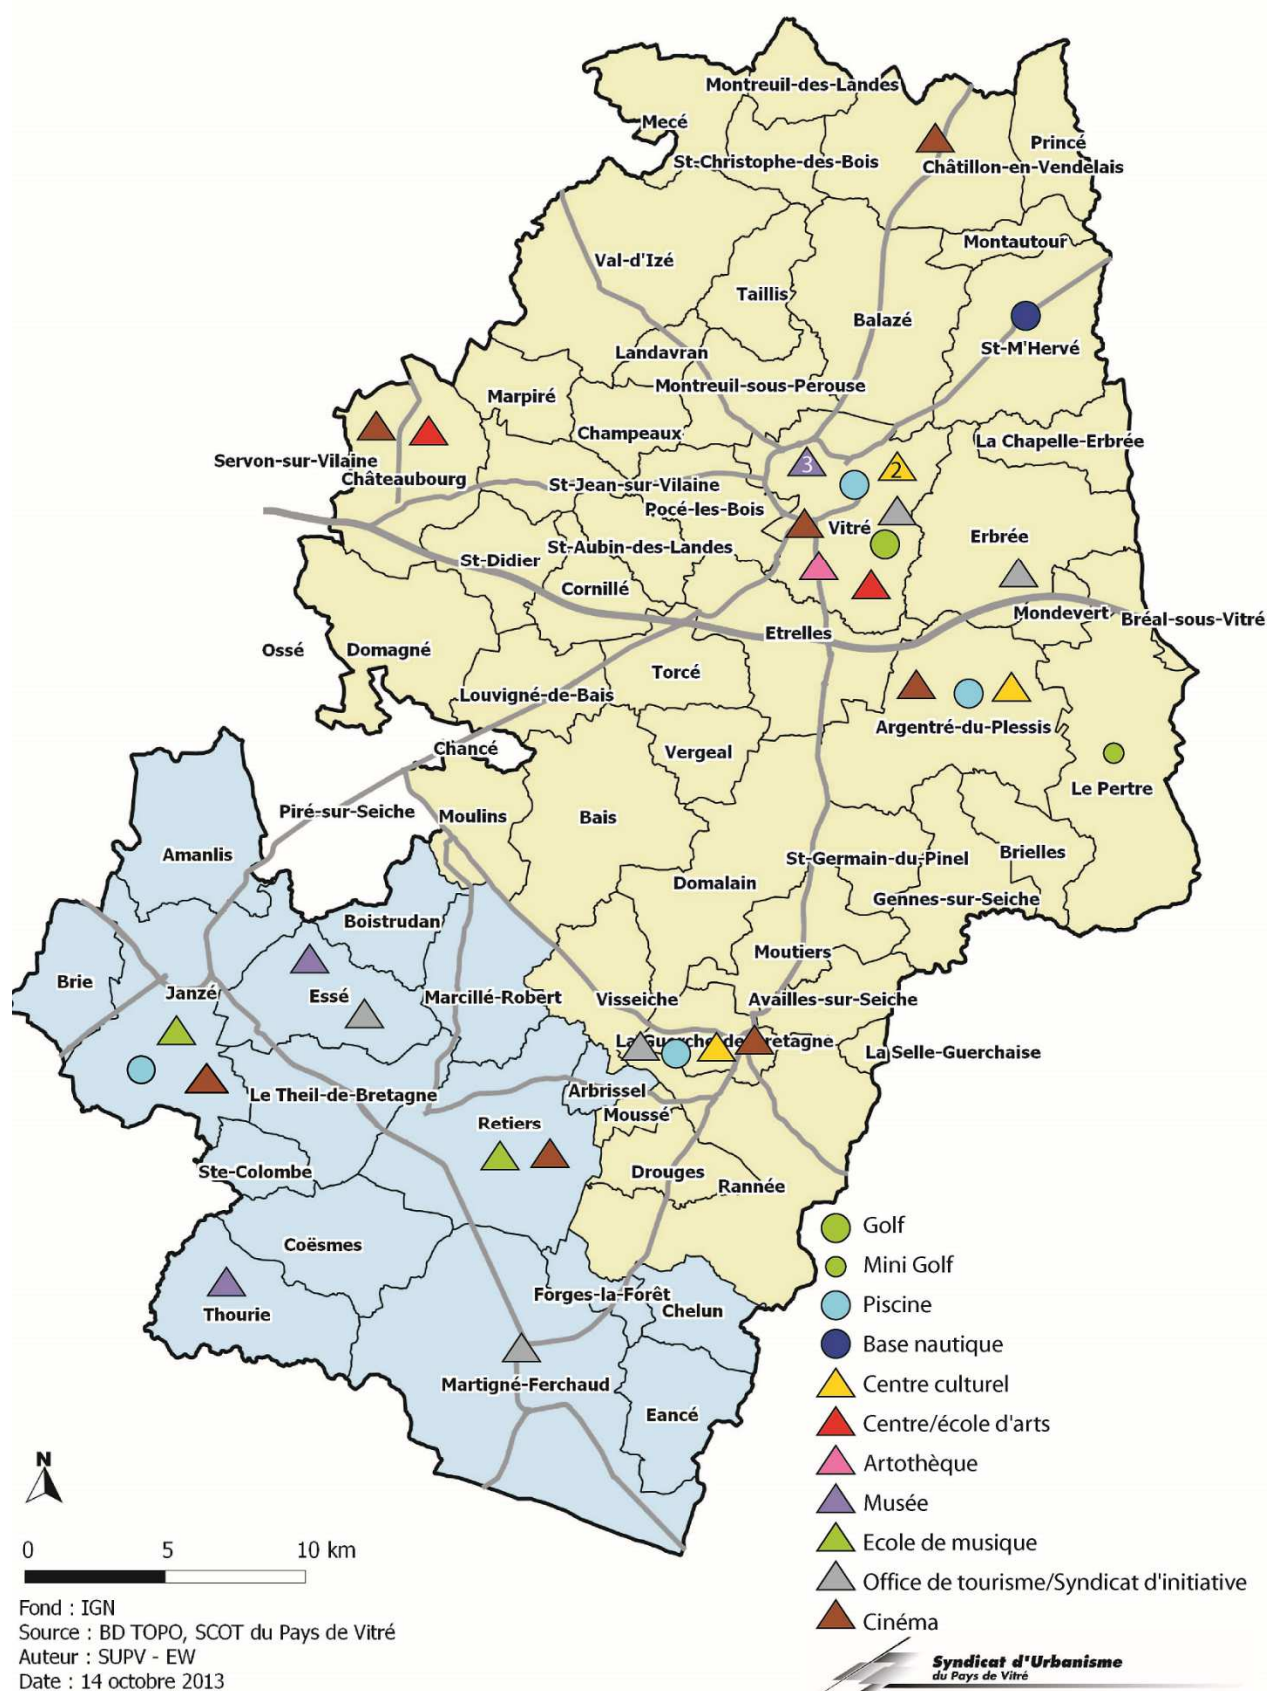 Montreuil-des-Landes
Mecé
Princé
St-Christophe-des-Bois
Châtillon-en-Vendelais
Montautour
Val-d'Izé
Taillis
Balazé
St-M'Hervé
Landavran
Montreuil-sous-Pérouse
Marpiré
Champeaux
La Chapelle-Erbrée
Servon-sur-Vilaine
Châteaubourg
3
2
St-Jean-sur-Vilaine
Pocé-les-Bois
Vitré
Erbrée
St-Aubin-des-Landes
St-Didier
Cornillé
Mondevert
Bréal-sous-Vitré
Etrelles
Ossé
Domagné
Torcé
Louvigné-de-Bais
Argentré-du-Plessis
Chancé
Vergeal
Le Pertre
Piré-sur-Seiche
Moulins
Bais
Amanlis
St-Germain-du-Pinel
Brielles
Domalain
Gennes-sur-Seiche
Boistrudan
Moutiers
Brie
Janzé
Essé
Marcillé-Robert
Visseiche
Availles-sur-Seiche
La Guerche-de-Bretagne
La Selle-Guerchaise
Le Theil-de-Bretagne
Arbrissel
Moussé
Retiers
Ste-Colombe
Drouges
Rannée
Coësmes
Forges-la-Forêt
Chelun
Thourie
Martigné-Ferchaud
Eancé
Golf
Mini Golf
Piscine
Base nautique
Centre culturel
Centre/école d'arts
Artothèque
Musée
Ecole de musique
Office de tourisme/Syndicat d'initiative
Cinéma
N
0 5 10 km
Fond : IGN
Source : BD TOPO, SCOT du Pays de Vitré
Auteur : SUPV - EW
Date : 14 octobre 2013
Syndicat d'Urbanisme
du Pays de Vitré